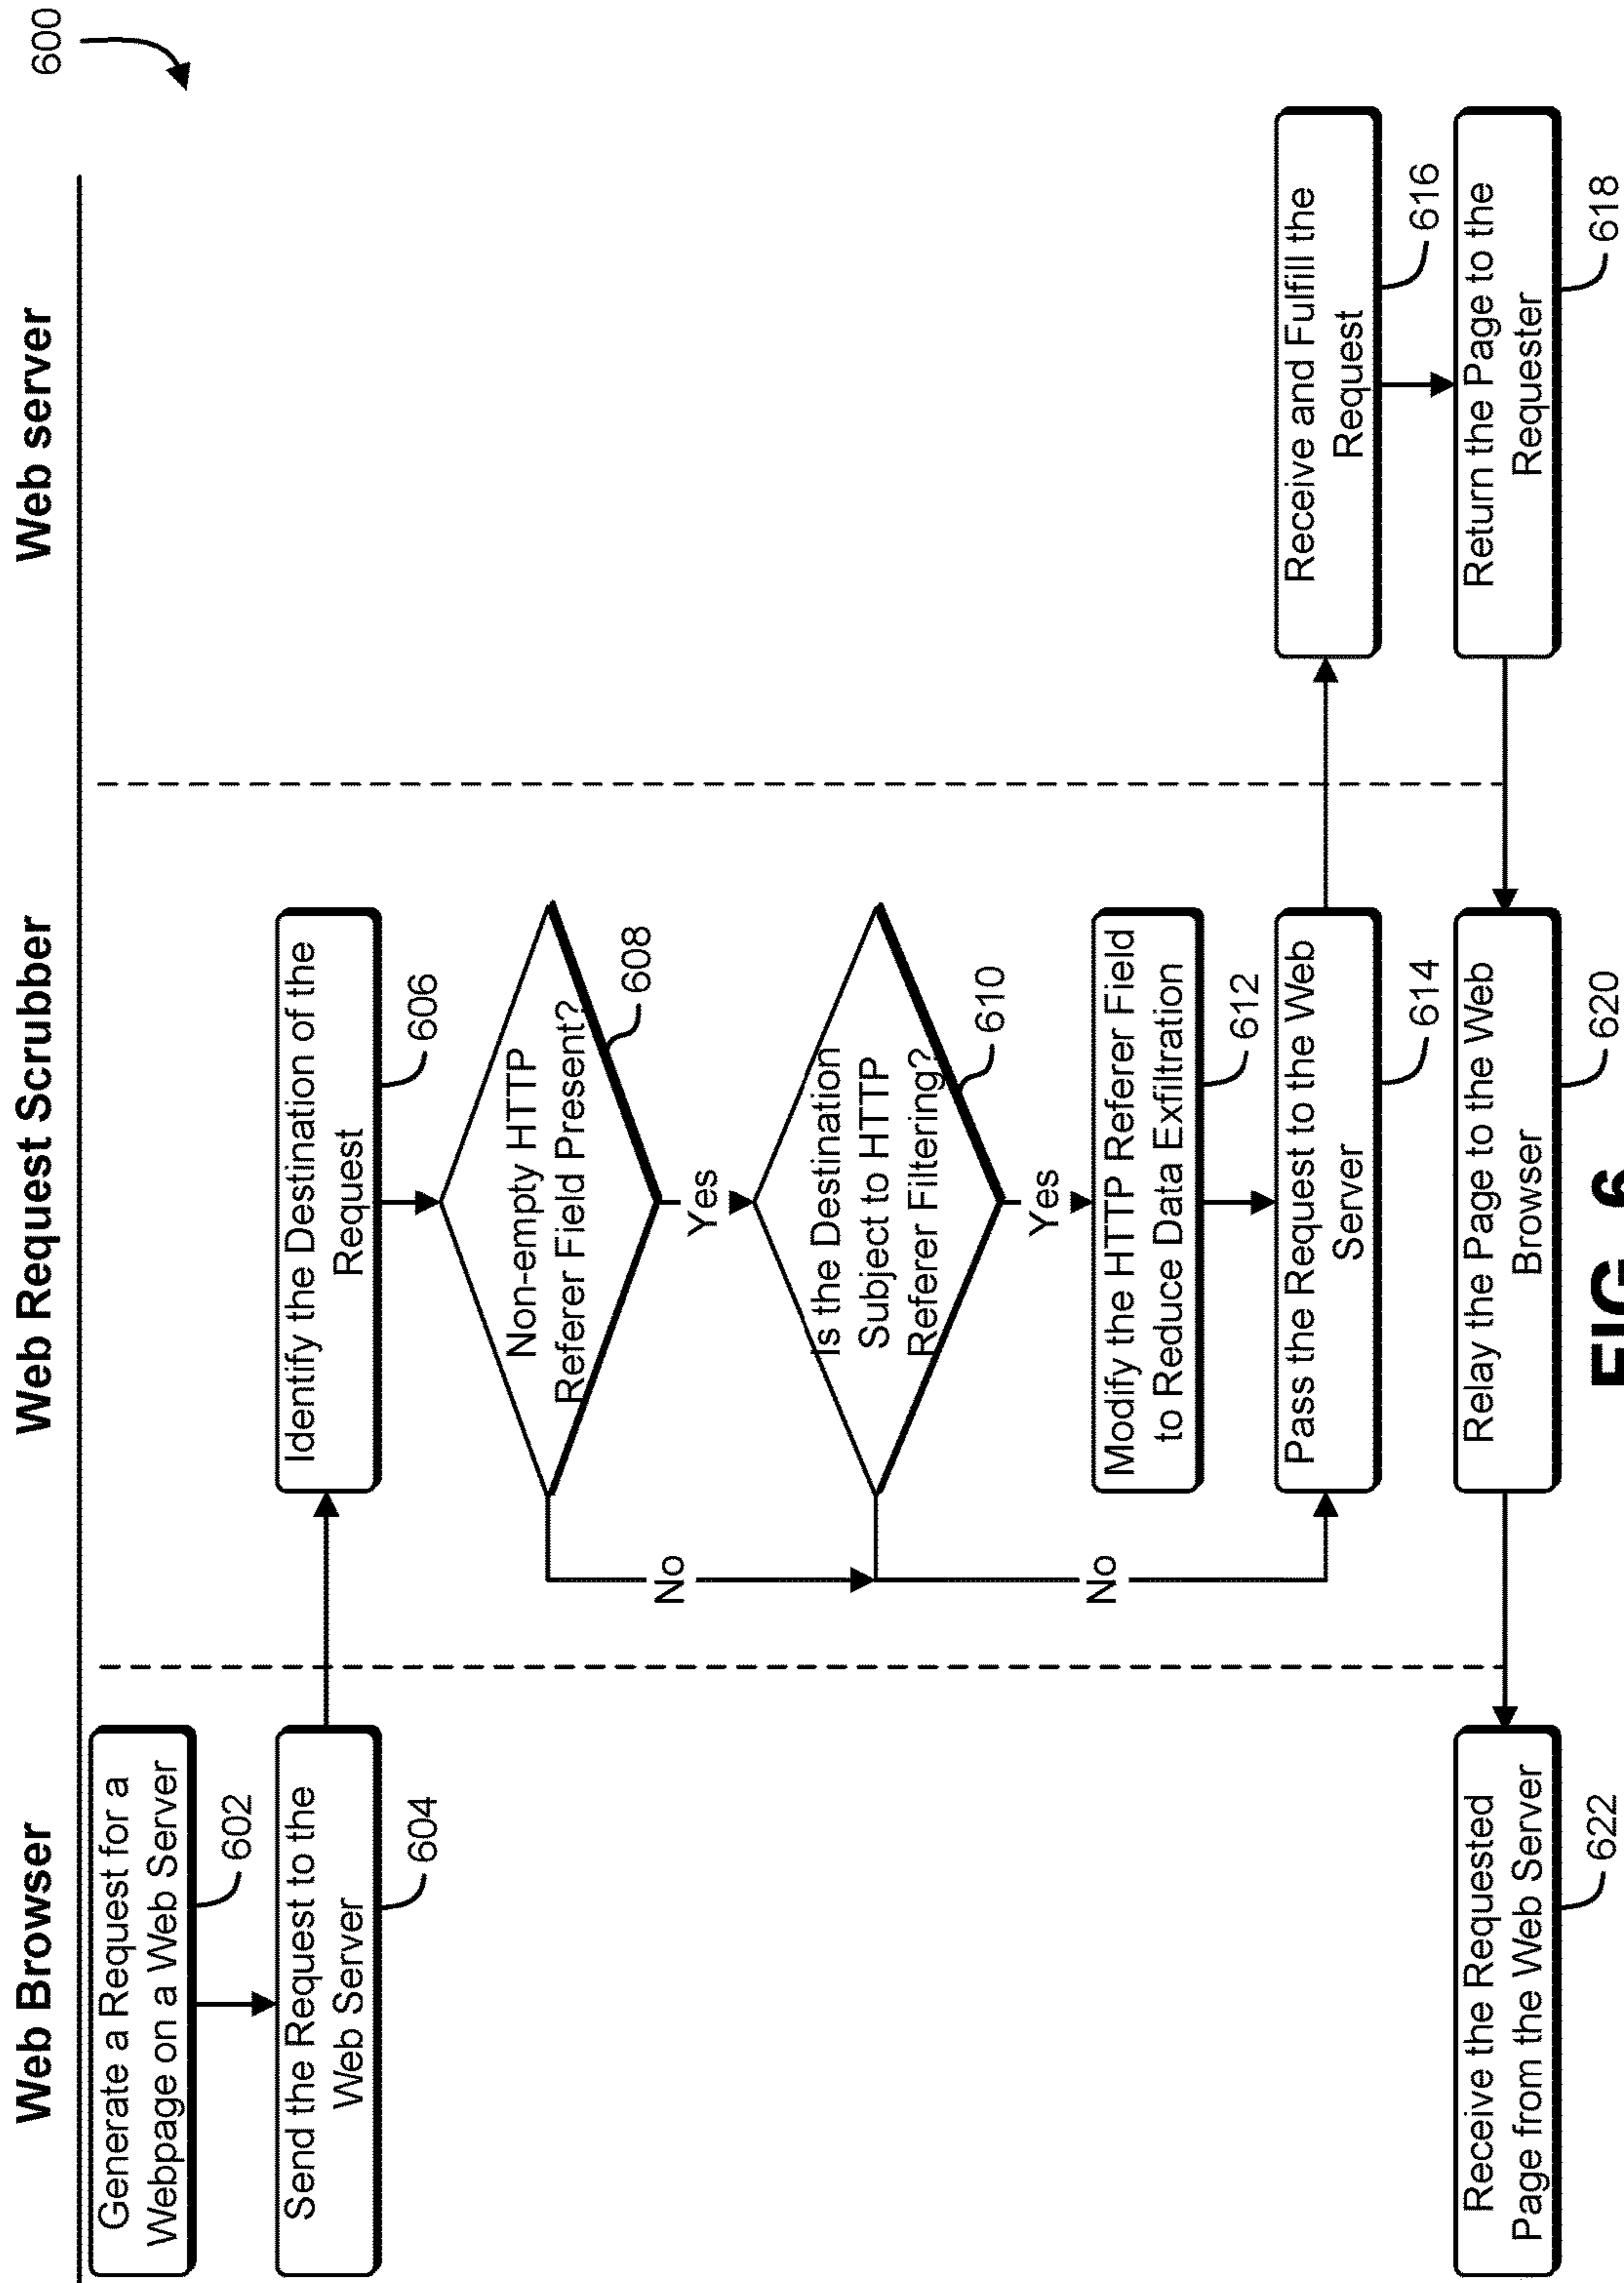 600
Web Browser
Web Request Scrubber
Web server
Generate a Request for a
Webpage on a Web Server
602
Send the Request to the
Web Server
604
Identify the Destination of the
Request
606
Non-empty HTTP
Referer Field Present?
608
No
Yes
Is the Destination
Subject to HTTP
Referer Filtering?
610
No
Yes
Modify the HTTP Referer Field
to Reduce Data Exfiltration
612
Pass the Request to the Web
Server
614
Receive and Fulfill the
Request
616
Return the Page to the
Requester
618
Relay the Page to the Web
Browser
620
Receive the Requested
Page from the Web Server
622
FIG. 6